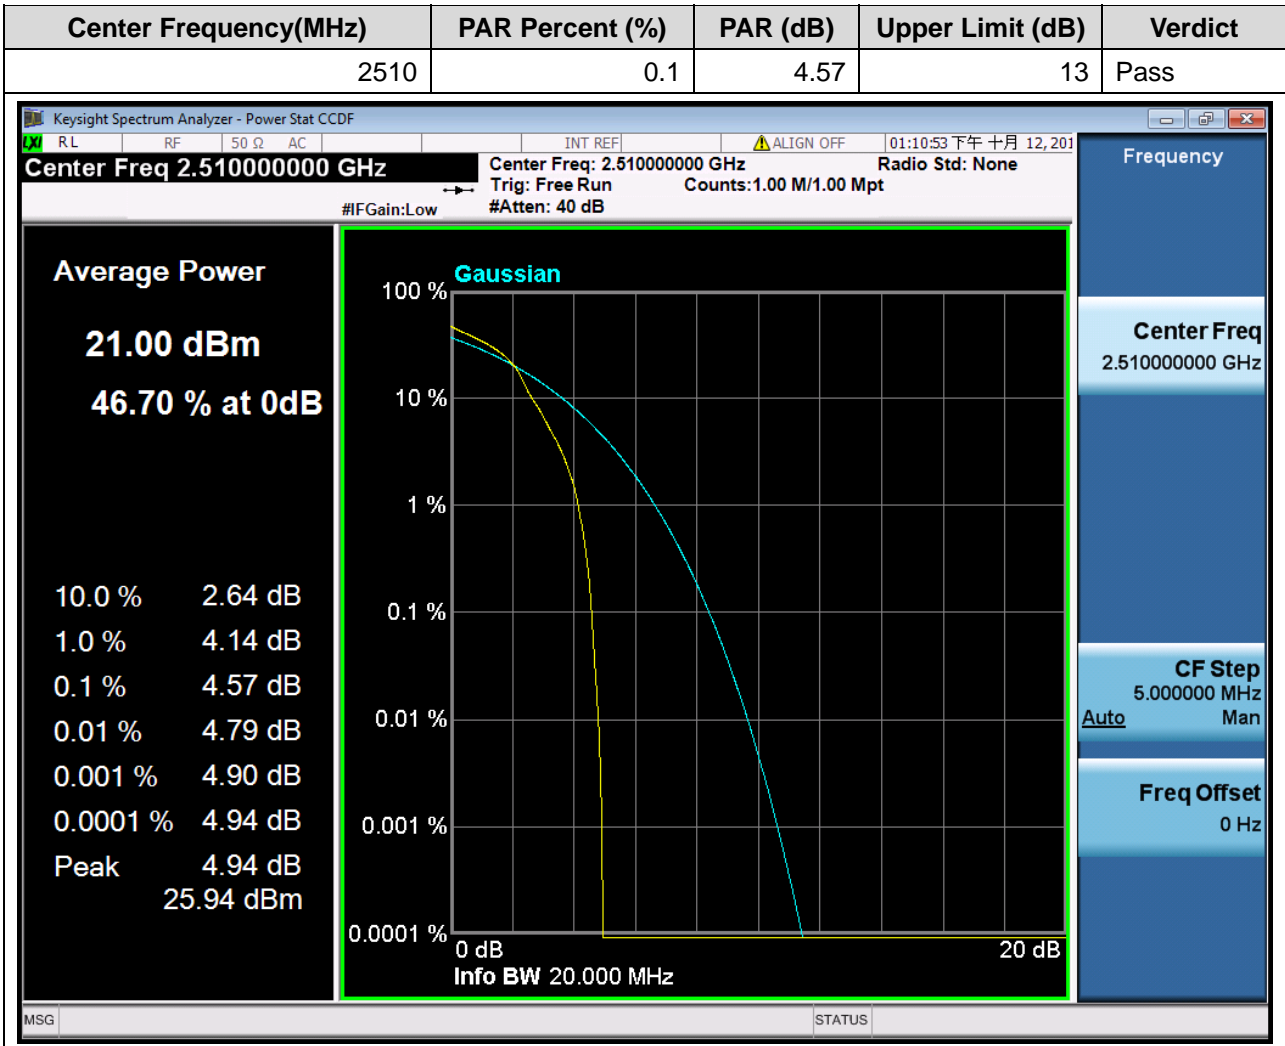 Center Frequency(MHz) PAR Percent (%) PAR (dB) Upper Limit (dB) Verdict
2510 0.1 4.57 13 Pass
Keysight Spectrum Analyzer - Power Stat CCDF
LXI RL RF 50 Ω AC INT REF ALIGN OFF 01:10:53 下午 十月 12, 201
Center Freq 2.510000000 GHz
Center Freq: 2.510000000 GHz Radio Std: None
Trig: Free Run Counts:1.00 M/1.00 Mpt
#IFGain:Low #Atten: 40 dB
Average Power
21.00 dBm
46.70 % at 0dB
10.0 % 2.64 dB
1.0 % 4.14 dB
0.1 % 4.57 dB
0.01 % 4.79 dB
0.001 % 4.90 dB
0.0001 % 4.94 dB
Peak 4.94 dB
25.94 dBm
Gaussian
100 %
10 %
1 %
0.1 %
0.01 %
0.001 %
0.0001 %
0 dB 20 dB
Info BW 20.000 MHz
Frequency
Center Freq
2.510000000 GHz
CF Step
5.000000 MHz
Auto Man
Freq Offset
0 Hz
MSG STATUS